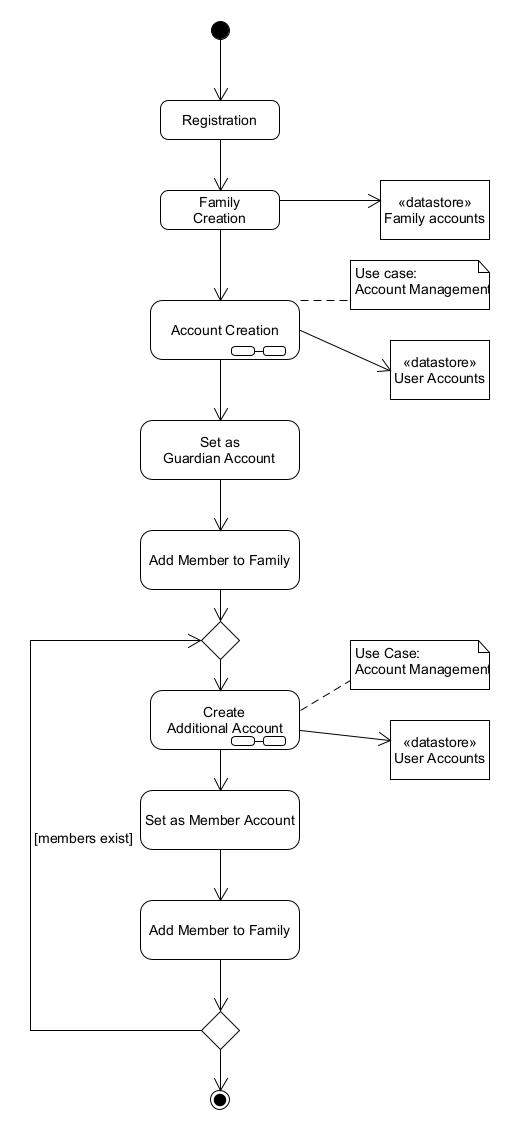 Registration
Family
Creation
«datastore»
Family accounts
Use case:
Account Management
Account Creation
«datastore»
User Accounts
Set as
Guardian Account
Add Member to Family
Use Case:
Account Management
Create
Additional Account
«datastore»
User Accounts
Set as Member Account
[members exist]
Add Member to Family